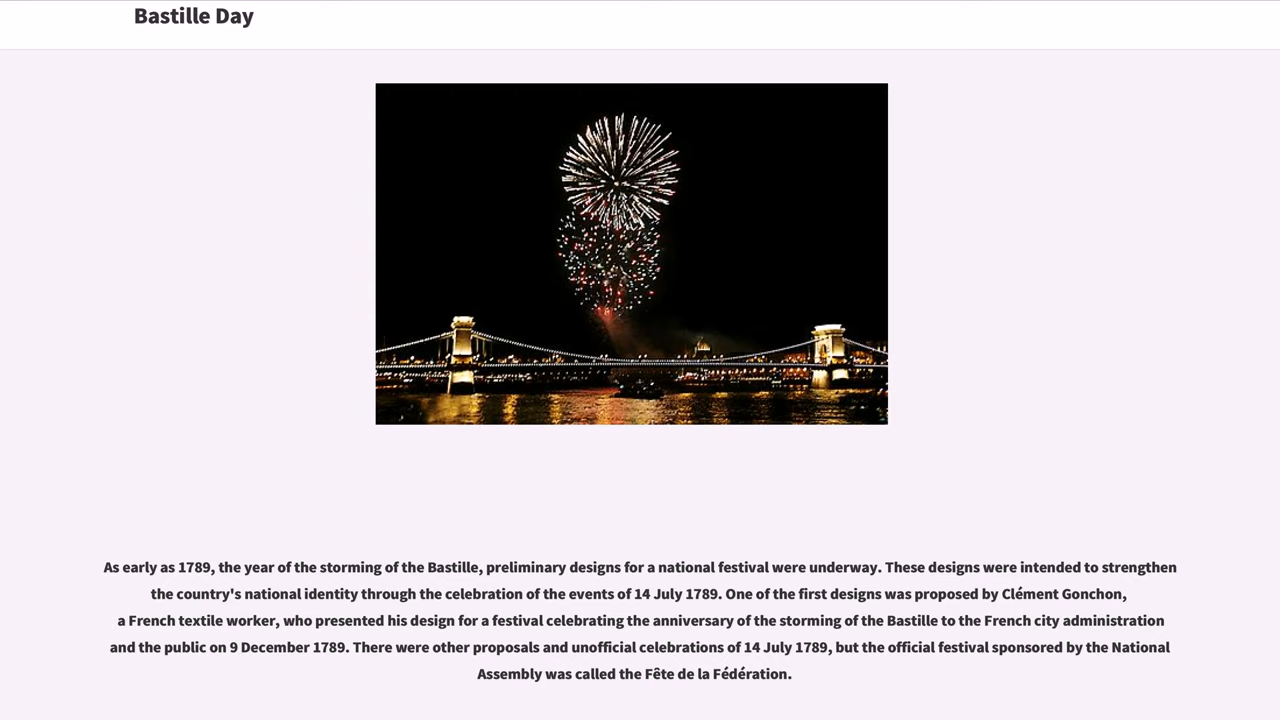 Bastille Day
As early as 1789, the year of the storming of the Bastille, preliminary designs for a national festival were underway. These designs were intended to strengthen
the country's national identity through the celebration of the events of 14 July 1789. One of the first designs was proposed by Clément Gonchon,
a French textile worker, who presented his design for a festival celebrating the anniversary of the storming of the Bastille to the French city administration
and the public on 9 December 1789. There were other proposals and unofficial celebrations of 14 July 1789, but the official festival sponsored by the National
Assembly was called the Fête de la Fédération.